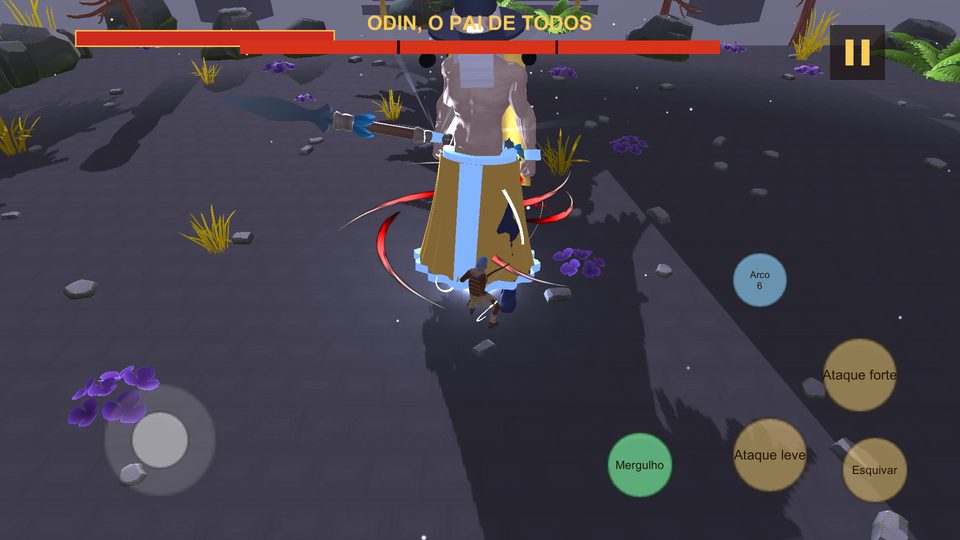 ODIN, O PAI DE TODOS
Arco
6
Ataque forte
Ataque leve
Mergulho
Esquivar